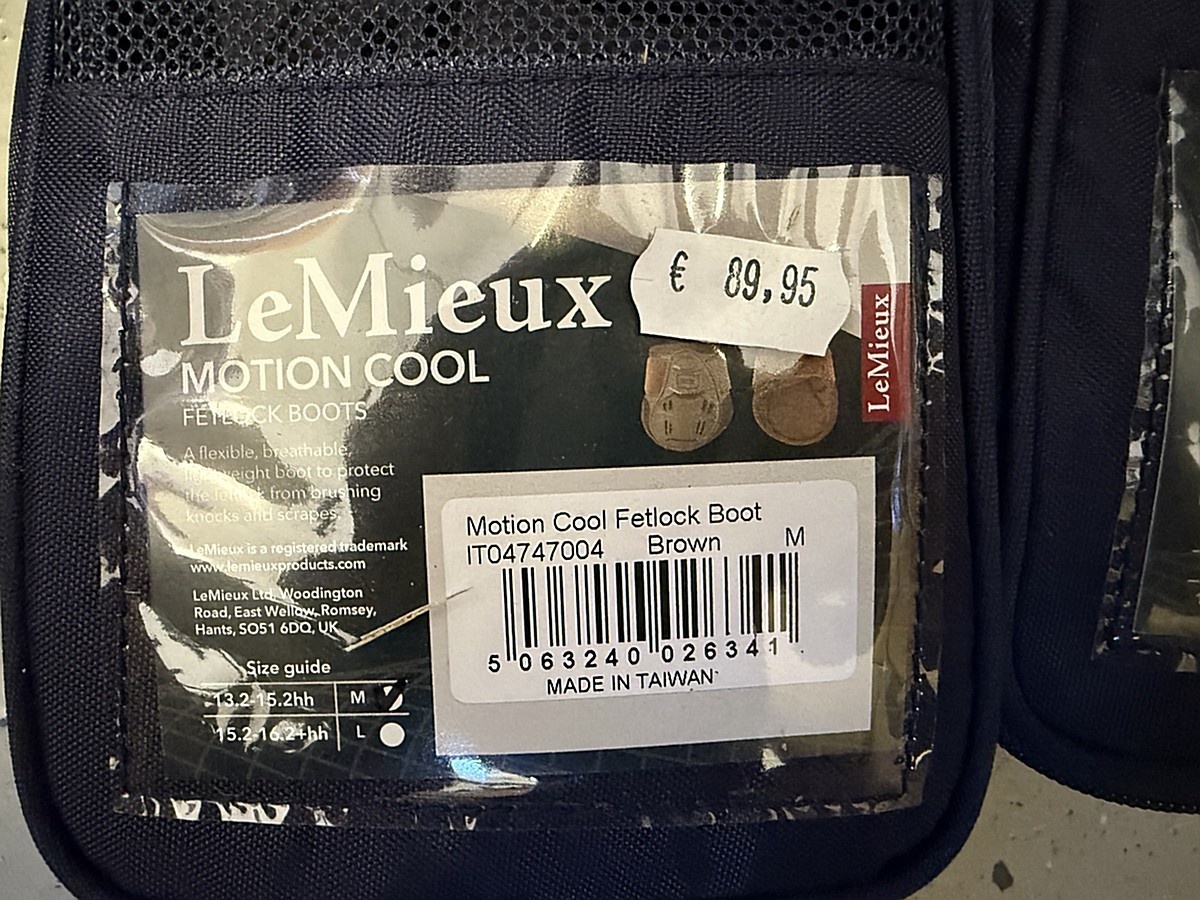 LeMieux
€ 89,95
LeMieux
MOTION COOL
FETLOCK BOOTS
A flexible, breathable,
lightweight boot to protect
the fetlock from brushing
knocks and scrapes.
LeMieux is a registered trademark
www.lemieuxproducts.com
LeMieux Ltd, Woodington
Road, East Wellow, Romsey,
Hants, SO51 6DQ, UK
Size guide
13.2-15.2hh M
15.2-16.2+hh L
Motion Cool Fetlock Boot
IT04747004 Brown M
5 063240 026341
MADE IN TAIWAN